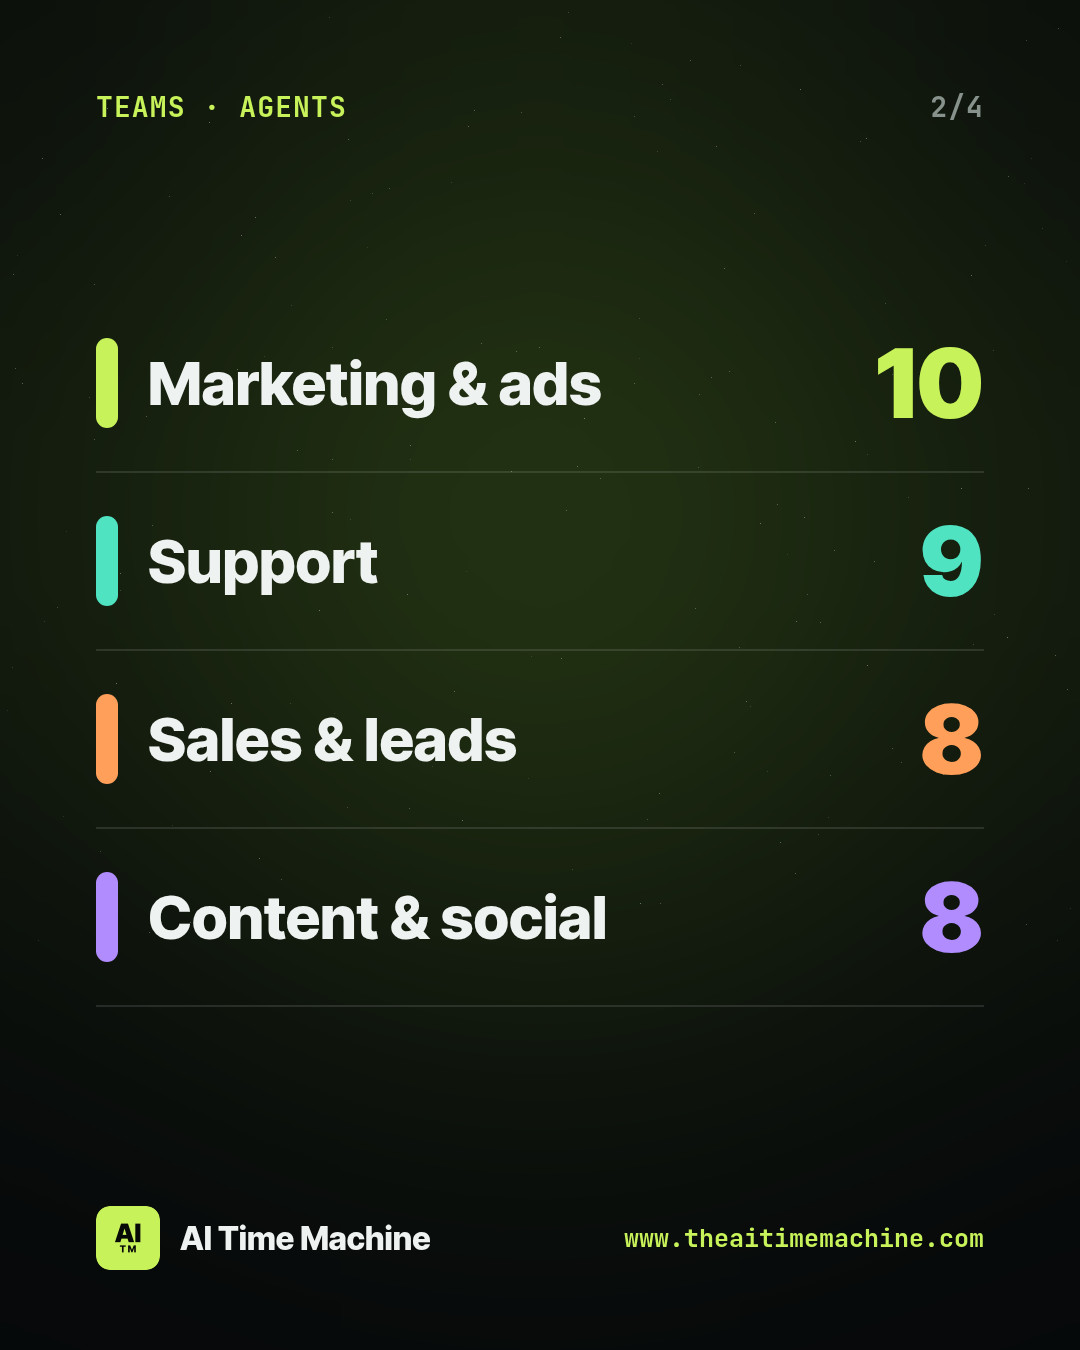 TEAMS · AGENTS 2/4
Marketing & ads 10
Support 9
Sales & leads 8
Content & social 8
AI
TM
AI Time Machine www.theaitimemachine.com